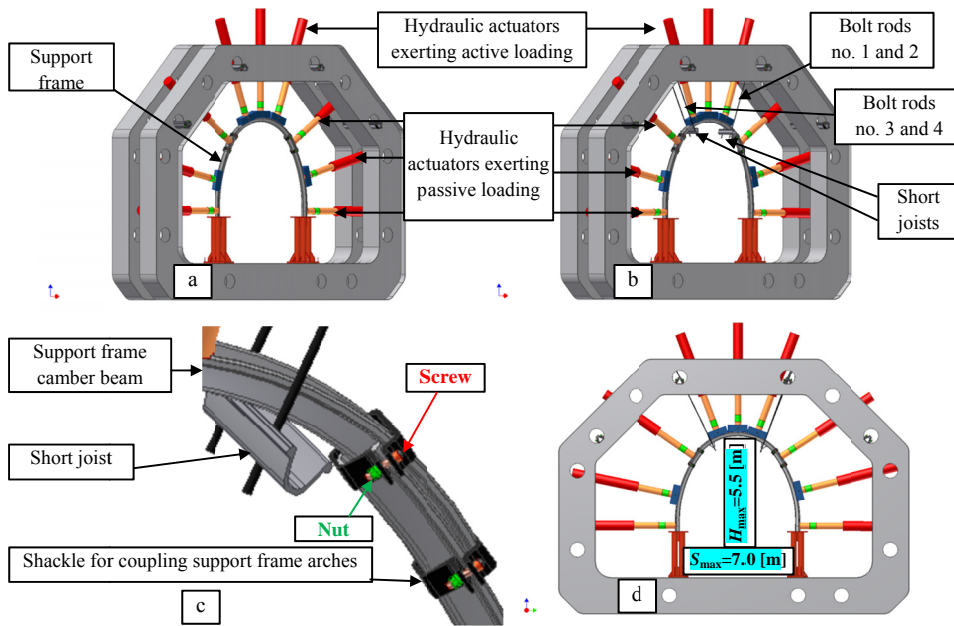 Hydraulic actuators
exerting active loading
Bolt rods
no. 1 and 2
Support
frame
Bolt rods
no. 3 and 4
Hydraulic
actuators exerting
passive loading
Short
joists
a
b
Support frame
camber beam
Screw
Short joist
Nut
Shackle for coupling support frame arches
c
Hmax=5.5 [m]
Smax=7.0 [m]
d